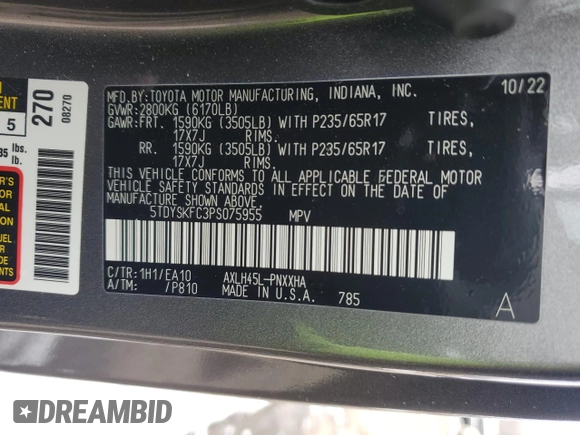 MFD.BY:TOYOTA MOTOR MANUFACTURING, INDIANA, INC. 10/22
GVWR:2800KG (6170LB)
GAWR:FRT. 1590KG (3505LB) WITH P235/65R17 TIRES,
17X7J RIMS.
RR. 1590KG (3505LB) WITH P235/65R17 TIRES,
17X7J RIMS.
THIS VEHICLE CONFORMS TO ALL APPLICABLE FEDERAL MOTOR
VEHICLE SAFETY STANDARDS IN EFFECT ON THE DATE OF
MANUFACTURE SHOWN ABOVE.
5TDYSKFC3PS075955 MPV
C/TR:1H1/EA10 AXLH45L-PNXXHA
A/TM: /P810 MADE IN U.S.A. 785
A
270
08270
5
lbs.
lb.
DREAMBID